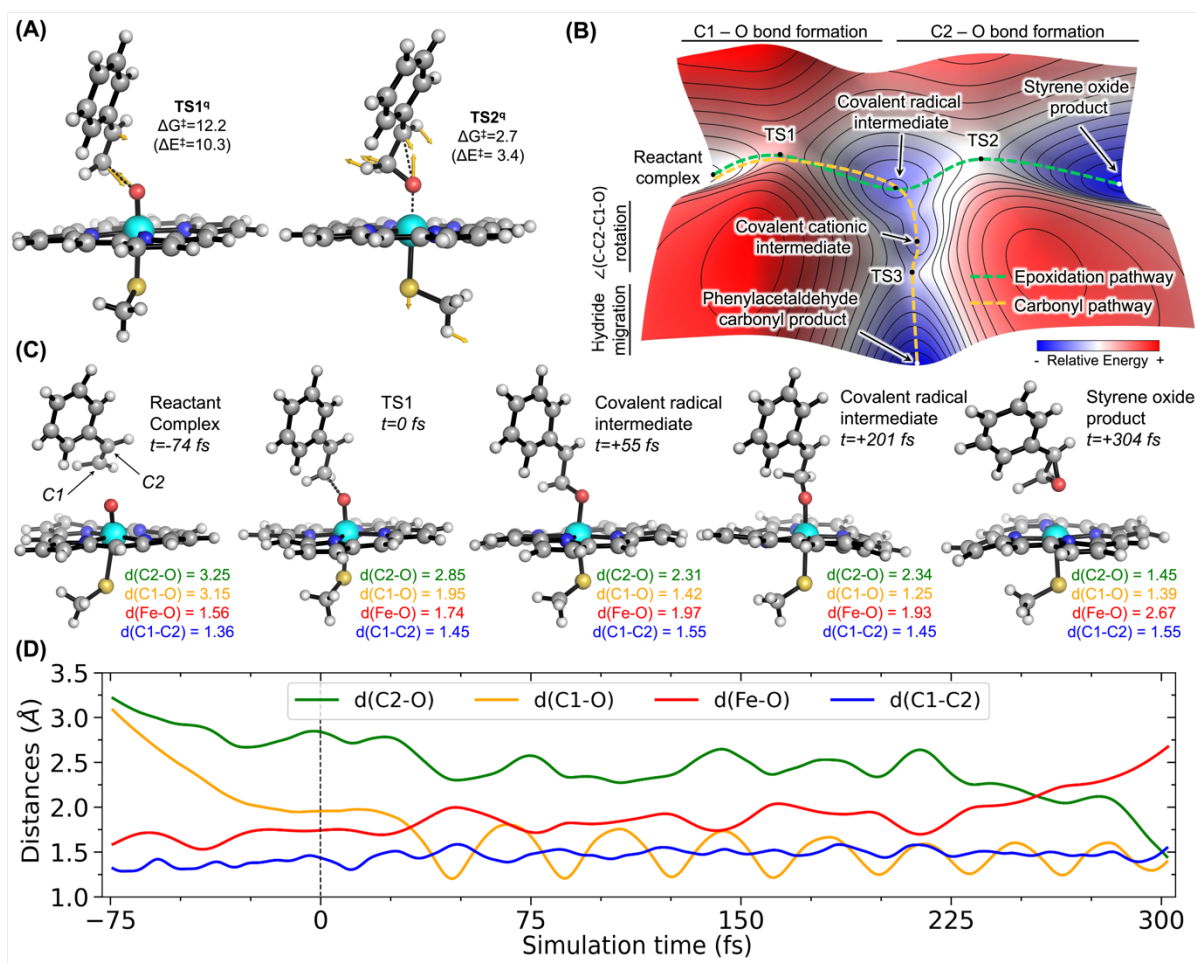 (A)
TS1q
ΔG‡=12.2
(ΔE‡=10.3)
TS2q
ΔG‡=2.7
(ΔE‡= 3.4)
(B)
C1 – O bond formation
C2 – O bond formation
Styrene oxide
product
Covalent radical
intermediate
TS1
TS2
Reactant
complex
Covalent cationic
intermediate
TS3
Phenylacetaldehyde
carbonyl product
∠(C-C2-C1-O)
rotation
Hydride
migration
Epoxidation pathway
Carbonyl pathway
- Relative Energy +
(C)
Reactant
Complex
t=-74 fs
C1
C2
d(C2-O) = 3.25
d(C1-O) = 3.15
d(Fe-O) = 1.56
d(C1-C2) = 1.36
TS1
t=0 fs
d(C2-O) = 2.85
d(C1-O) = 1.95
d(Fe-O) = 1.74
d(C1-C2) = 1.45
Covalent radical
intermediate
t=+55 fs
d(C2-O) = 2.31
d(C1-O) = 1.42
d(Fe-O) = 1.97
d(C1-C2) = 1.55
Covalent radical
intermediate
t=+201 fs
d(C2-O) = 2.34
d(C1-O) = 1.25
d(Fe-O) = 1.93
d(C1-C2) = 1.45
Styrene oxide
product
t=+304 fs
d(C2-O) = 1.45
d(C1-O) = 1.39
d(Fe-O) = 2.67
d(C1-C2) = 1.55
(D)
d(C2-O) d(C1-O) d(Fe-O) d(C1-C2)
Distances (Å)
3.5
3.0
2.5
2.0
1.5
1.0
−75 0 75 150 225 300
Simulation time (fs)